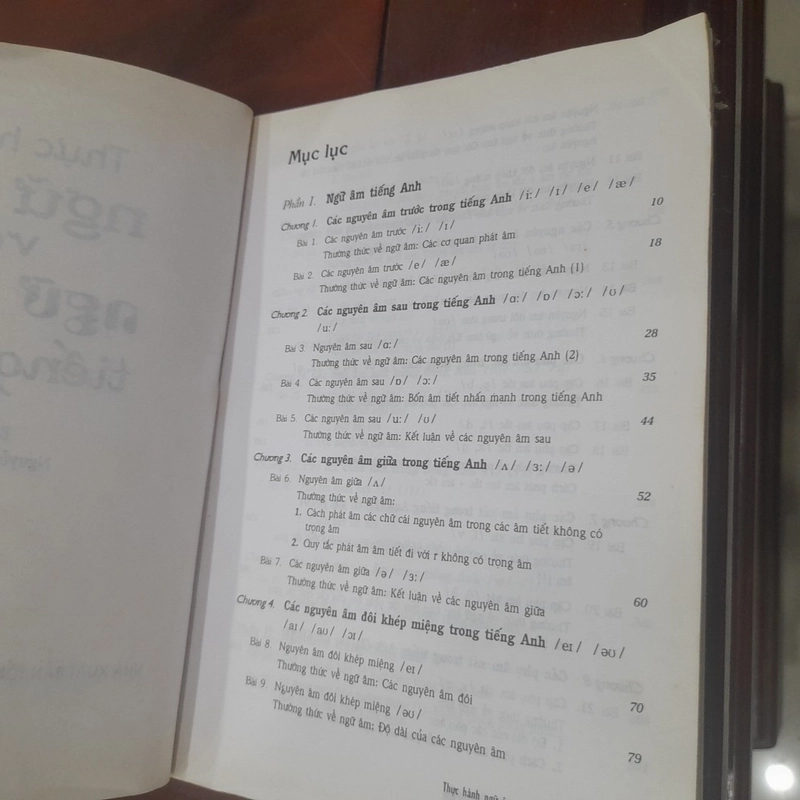 Mục lục
Phần 1. Ngữ âm tiếng Anh
Chương 1. Các nguyên âm trước trong tiếng Anh /i:/ /ɪ/ /e/ /æ/
Bài 1. Các nguyên âm trước /i:/ /ɪ/ 10
Thường thức về ngữ âm: Các cơ quan phát âm
Bài 2. Các nguyên âm trước /e/ /æ/ 18
Thường thức về ngữ âm: Các nguyên âm trong tiếng Anh (1)
Chương 2. Các nguyên âm sau trong tiếng Anh /ɑ:/ /ɒ/ /ɔ:/ /ʊ/
/u:/
Bài 3. Nguyên âm sau /ɑ:/ 28
Thường thức về ngữ âm: Các nguyên âm trong tiếng Anh (2)
Bài 4. Các nguyên âm sau /ɒ/ /ɔ:/ 35
Thường thức về ngữ âm: Bốn âm tiết nhấn mạnh trong tiếng Anh
Bài 5. Các nguyên âm sau /u:/ /ʊ/ 44
Thường thức về ngữ âm: Kết luận về các nguyên âm sau
Chương 3. Các nguyên âm giữa trong tiếng Anh /ʌ/ /ɜ:/ /ə/
Bài 6. Nguyên âm giữa /ʌ/ 52
Thường thức về ngữ âm:
1. Cách phát âm các chữ cái nguyên âm trong các âm tiết không có
trọng âm
2. Quy tắc phát âm âm tiết đi với r không có trọng âm
Bài 7. Các nguyên âm giữa /ə/ /ɜ:/ 60
Thường thức về ngữ âm: Kết luận về các nguyên âm giữa
Chương 4. Các nguyên âm đôi khép miệng trong tiếng Anh /eɪ/ /əʊ/
/aɪ/ /aʊ/ /ɔɪ/
Bài 8. Nguyên âm đôi khép miệng /eɪ/ 70
Thường thức về ngữ âm: Các nguyên âm đôi
Bài 9. Nguyên âm đôi khép miệng /əʊ/ 79
Thường thức về ngữ âm: Độ dài của các nguyên âm
Thực hành ngữ